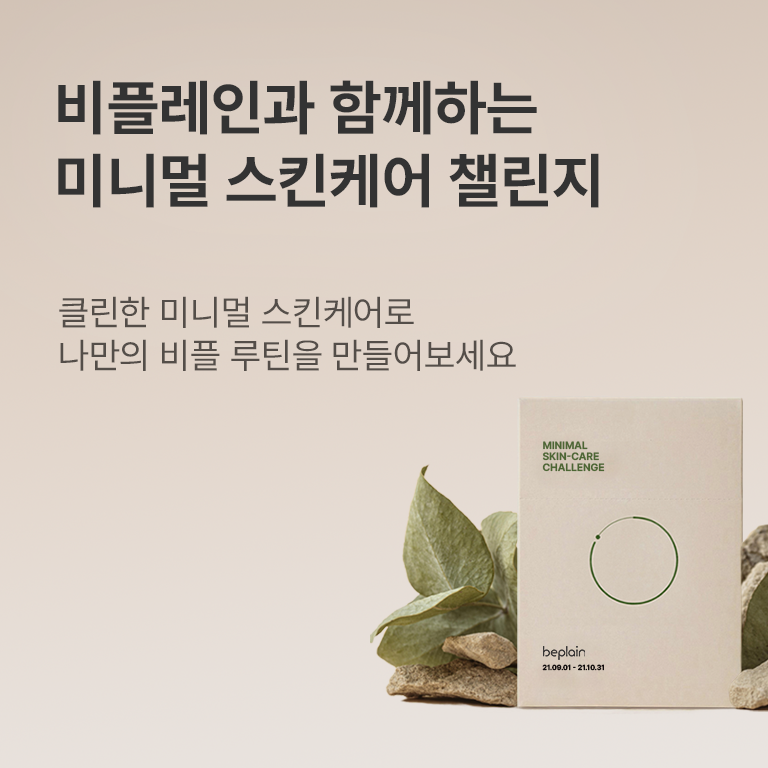 비플레인과 함께하는
미니멀 스킨케어 챌린지
클린한 미니멀 스킨케어로
나만의 비플 루틴을 만들어보세요
MINIMAL
SKIN-CARE
CHALLENGE
beplain
21.09.01 - 21.10.31